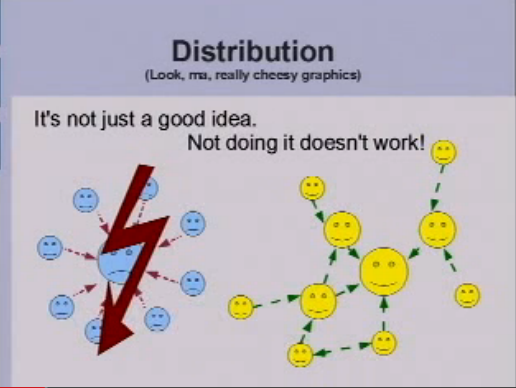 Distribution
(Look, ma, really cheesy graphics)
It's not just a good idea.
Not doing it doesn't work!